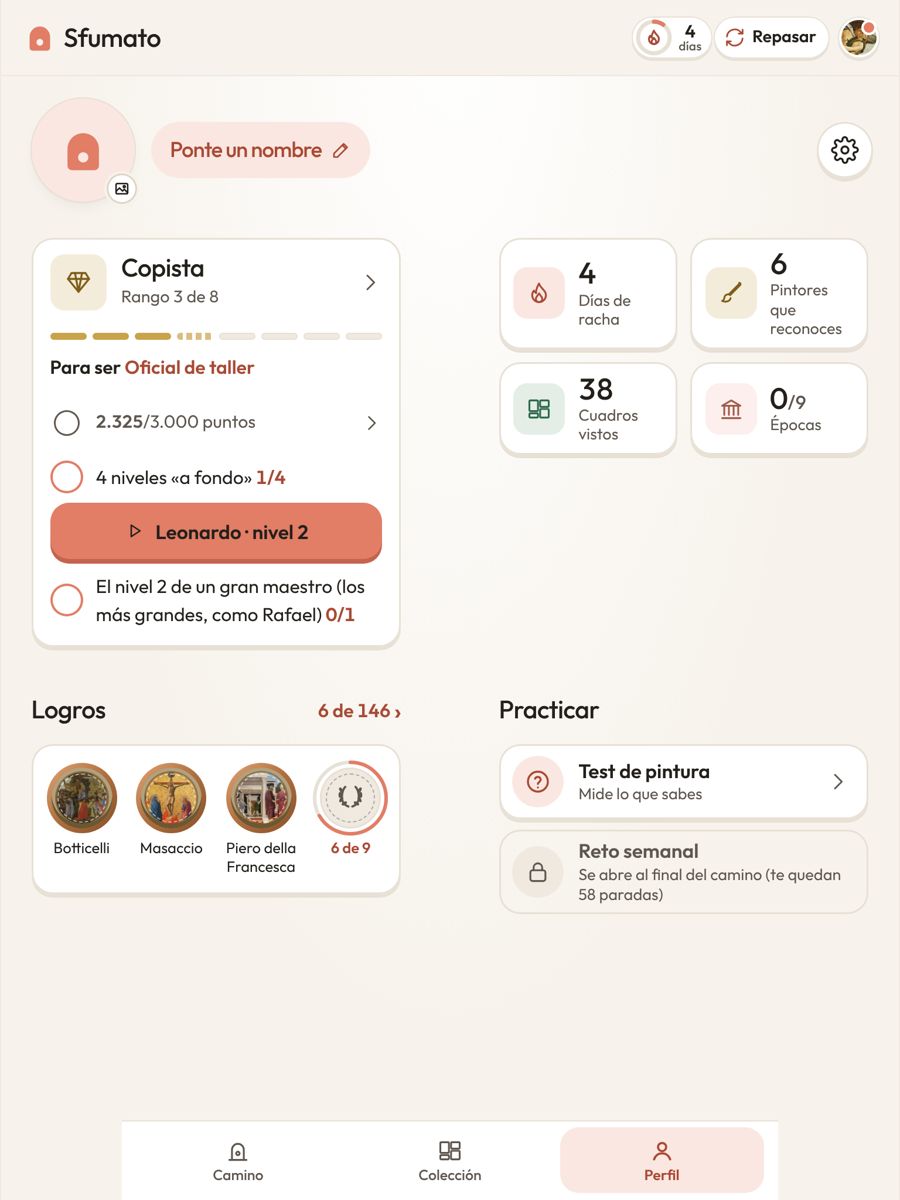 Sfumato
4
días
Repasar
Ponte un nombre
Copista
Rango 3 de 8
Para ser Oficial de taller
2.325/3.000 puntos
4 niveles «a fondo» 1/4
Leonardo · nivel 2
El nivel 2 de un gran maestro (los
más grandes, como Rafael) 0/1
4
Días de
racha
6
Pintores
que
reconoces
38
Cuadros
vistos
0/9
Épocas
Logros
6 de 146 ›
Botticelli
Masaccio
Piero della
Francesca
6 de 9
Practicar
Test de pintura
Mide lo que sabes
Reto semanal
Se abre al final del camino (te quedan
58 paradas)
Camino
Colección
Perfil